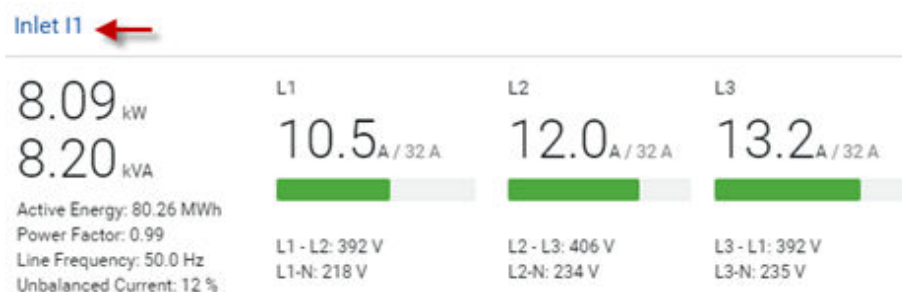 Inlet I1
8.09 kW
8.20 kVA
Active Energy: 80.26 MWh
Power Factor: 0.99
Line Frequency: 50.0 Hz
Unbalanced Current: 12 %
L1
10.5 A / 32 A
L1 - L2: 392 V
L1-N: 218 V
L2
12.0 A / 32 A
L2 - L3: 406 V
L2-N: 234 V
L3
13.2 A / 32 A
L3 - L1: 392 V
L3-N: 235 V